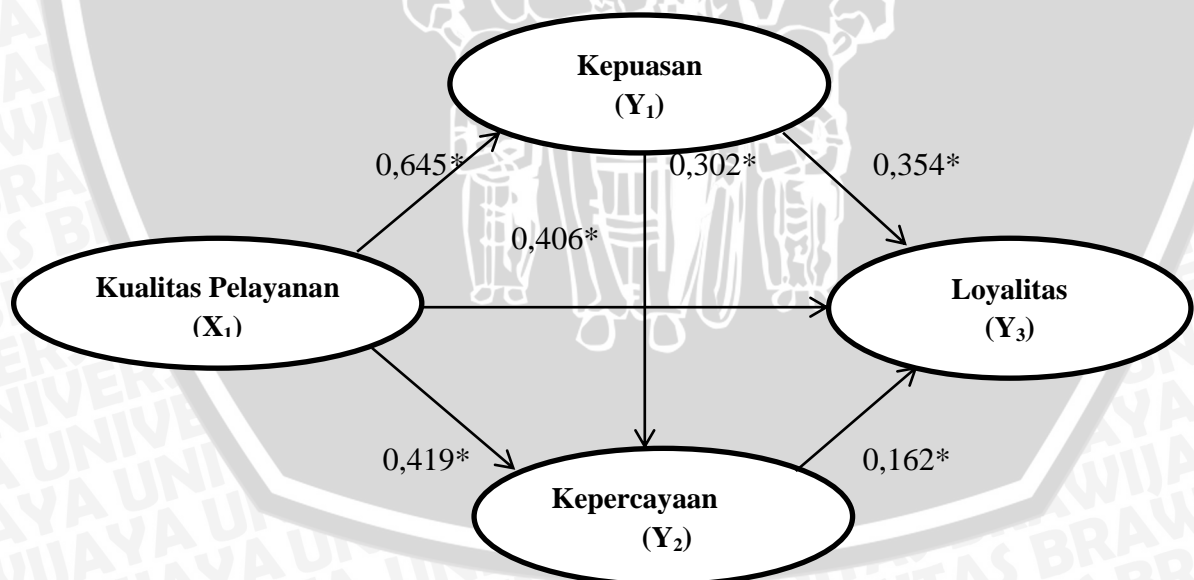 Kepuasan
(Y₁)
0,645*
0,302*
0,354*
0,406*
Kualitas Pelayanan
(X₁)
Loyalitas
(Y₃)
0,419*
0,162*
Kepercayaan
(Y₂)